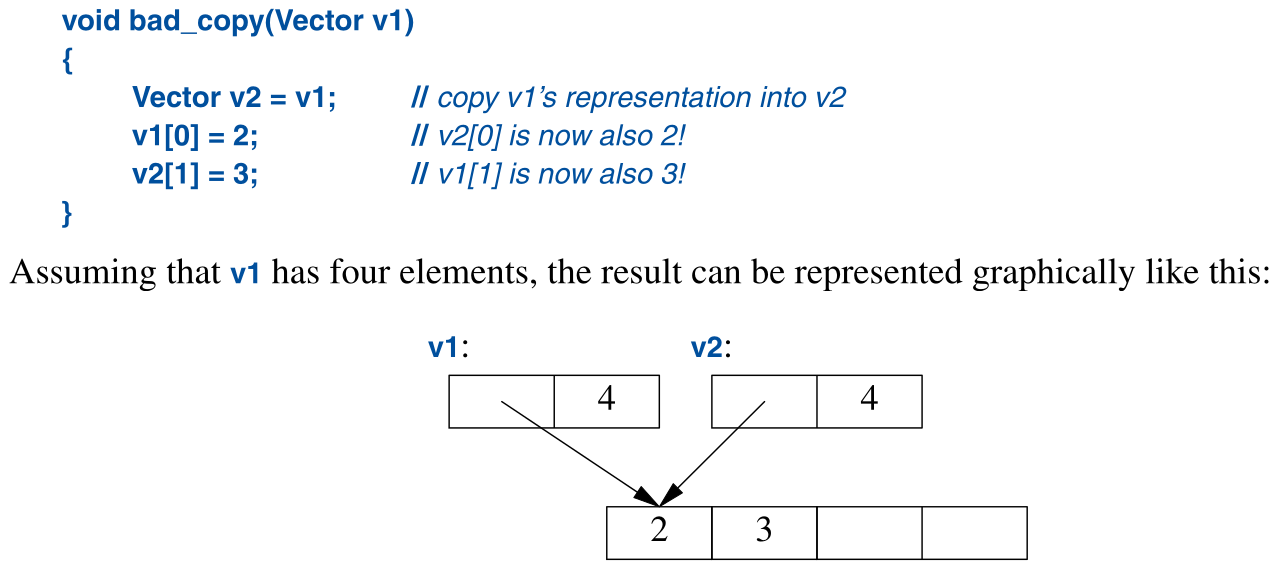 void bad_copy(Vector v1)
{
Vector v2 = v1; // copy v1’s representation into v2
v1[0] = 2; // v2[0] is now also 2!
v2[1] = 3; // v1[1] is now also 3!
}
Assuming that v1 has four elements, the result can be represented graphically like this:
v1: v2:
4 4
2 3